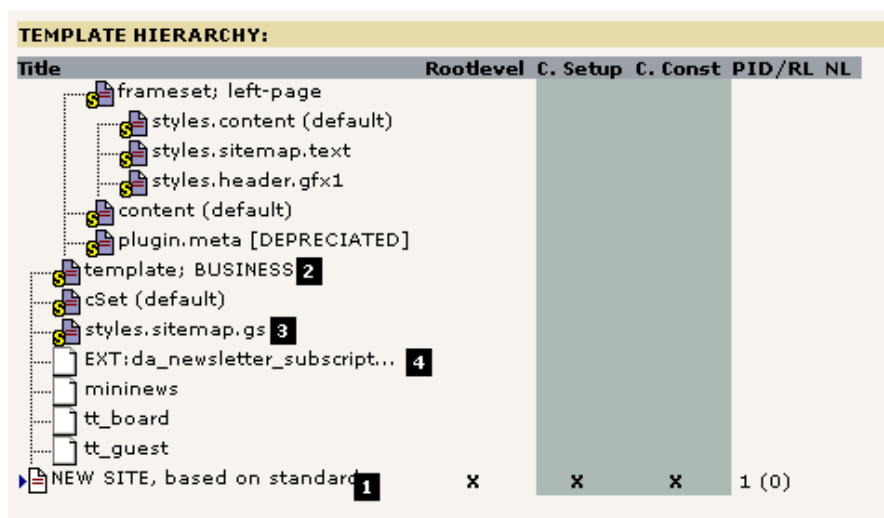 TEMPLATE HIERARCHY:
Title Rootlevel C. Setup C. Const PID/RL NL
frameset; left-page
styles.content (default)
styles.sitemap.text
styles.header.gfx1
content (default)
plugin.meta [DEPRECIATED]
template; BUSINESS 2
cSet (default)
styles.sitemap.gs 3
EXT:da_newsletter_subscript... 4
mininews
tt_board
tt_guest
NEW SITE, based on standard 1 X X X 1 (0)